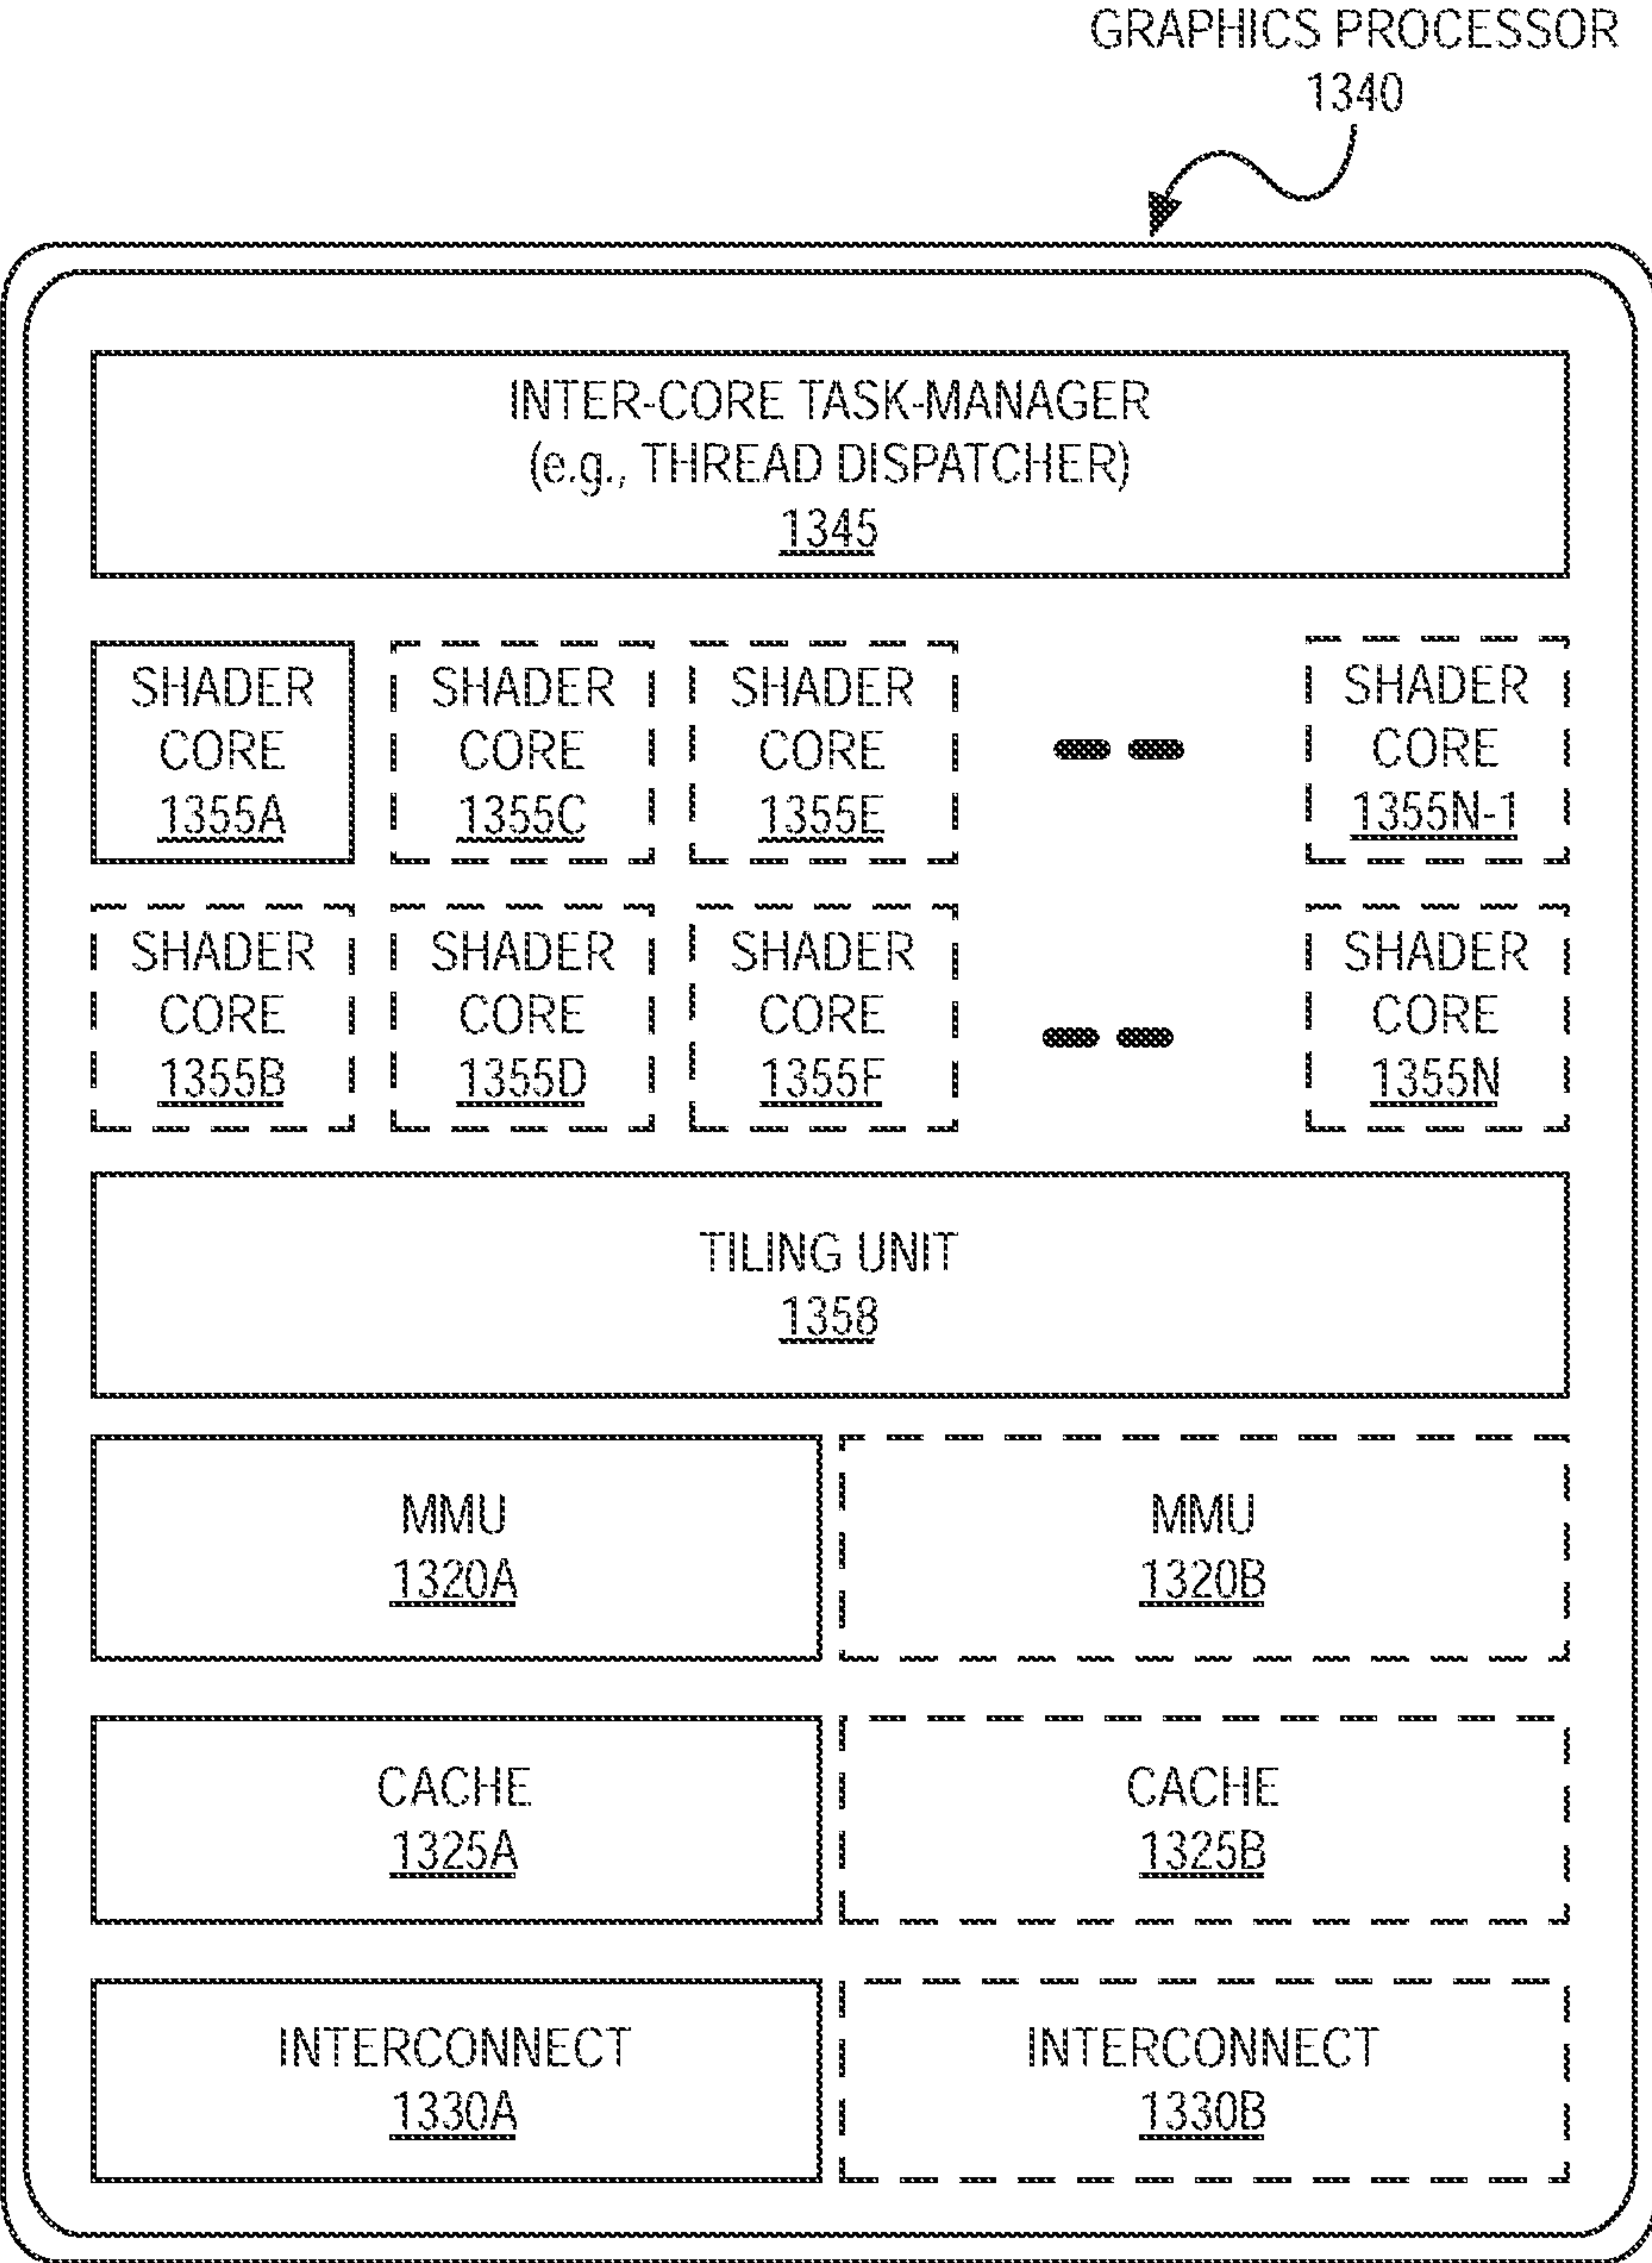 GRAPHICS PROCESSOR
1340
INTER-CORE TASK-MANAGER
(e.g., THREAD DISPATCHER)
1345
SHADER
CORE
1355A
SHADER
CORE
1355C
SHADER
CORE
1355E
SHADER
CORE
1355N-1
SHADER
CORE
1355B
SHADER
CORE
1355D
SHADER
CORE
1355F
SHADER
CORE
1355N
TILING UNIT
1358
MMU
1320A
MMU
1320B
CACHE
1325A
CACHE
1325B
INTERCONNECT
1330A
INTERCONNECT
1330B